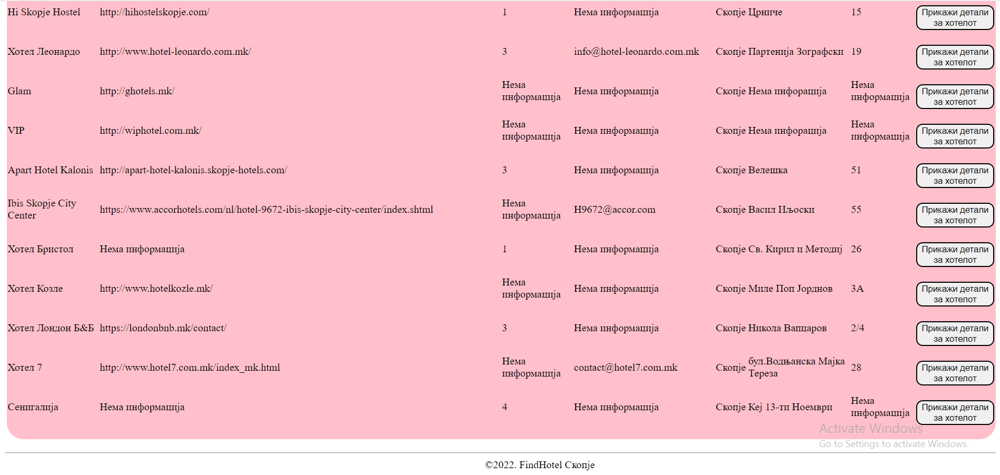 Hi Skopje Hostel http://hihostelskopje.com/ 1 Нема информација Скопје Црниче 15 Прикажи детали
за хотелот
Хотел Леонардо http://www.hotel-leonardo.com.mk/ 3 info@hotel-leonardo.com.mk Скопје Партенија Зографски 19 Прикажи детали
за хотелот
Glam http://ghotels.mk/ Нема
информација Нема информација Скопје Нема инфорација Нема
информација Прикажи детали
за хотелот
VIP http://wiphotel.com.mk/ Нема
информација Нема информација Скопје Нема инфорација Нема
информација Прикажи детали
за хотелот
Apart Hotel Kalonis http://apart-hotel-kalonis.skopje-hotels.com/ 3 Нема информација Скопје Велешка 51 Прикажи детали
за хотелот
Ibis Skopje City
Center https://www.accorhotels.com/nl/hotel-9672-ibis-skopje-city-center/index.shtml Нема
информација H9672@accor.com Скопје Васил Иљоски 55 Прикажи детали
за хотелот
Хотел Бристол Нема информација 1 Нема информација Скопје Св. Кирил и Методиј 26 Прикажи детали
за хотелот
Хотел Козле http://www.hotelkozle.mk/ Нема
информација Нема информација Скопје Миле Поп Јорднов 3А Прикажи детали
за хотелот
Хотел Лондон Б&Б https://londonbnb.mk/contact/ 3 Нема информација Скопје Никола Вапцаров 2/4 Прикажи детали
за хотелот
Хотел 7 http://www.hotel7.com.mk/index_mk.html Нема
информација contact@hotel7.com.mk Скопје бул.Водњанска Мајка
Тереза 28 Прикажи детали
за хотелот
Сенигалија Нема информација 4 Нема информација Скопје Кеј 13-ти Ноември Нема
информација Прикажи детали
за хотелот
Activate Windows
Go to Settings to activate Windows.
©2022. FindHotel Скопје